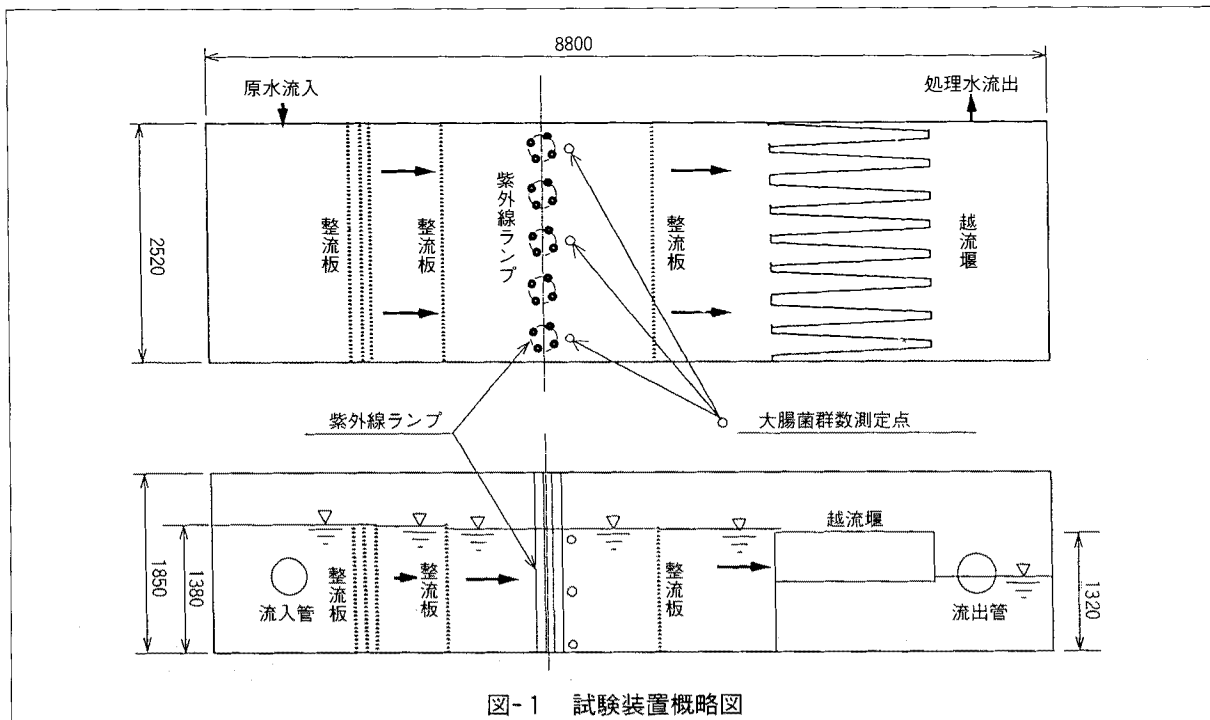 8800
原水流入
処理水流出
2520
整流板
整流板
紫外線ランプ
整流板
越流堰
紫外線ランプ
大腸菌群数測定点
1850
1380
流入管
整流板
整流板
整流板
越流堰
流出管
1320
図-1 試験装置概略図